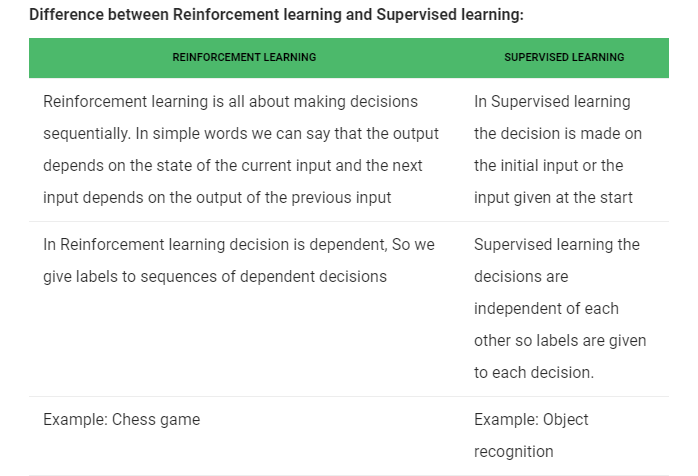 Difference between Reinforcement learning and Supervised learning:
REINFORCEMENT LEARNING
SUPERVISED LEARNING
Reinforcement learning is all about making decisions
sequentially. In simple words we can say that the output
depends on the state of the current input and the next
input depends on the output of the previous input
In Supervised learning
the decision is made on
the initial input or the
input given at the start
In Reinforcement learning decision is dependent, So we
give labels to sequences of dependent decisions
Supervised learning the
decisions are
independent of each
other so labels are given
to each decision.
Example: Chess game
Example: Object
recognition